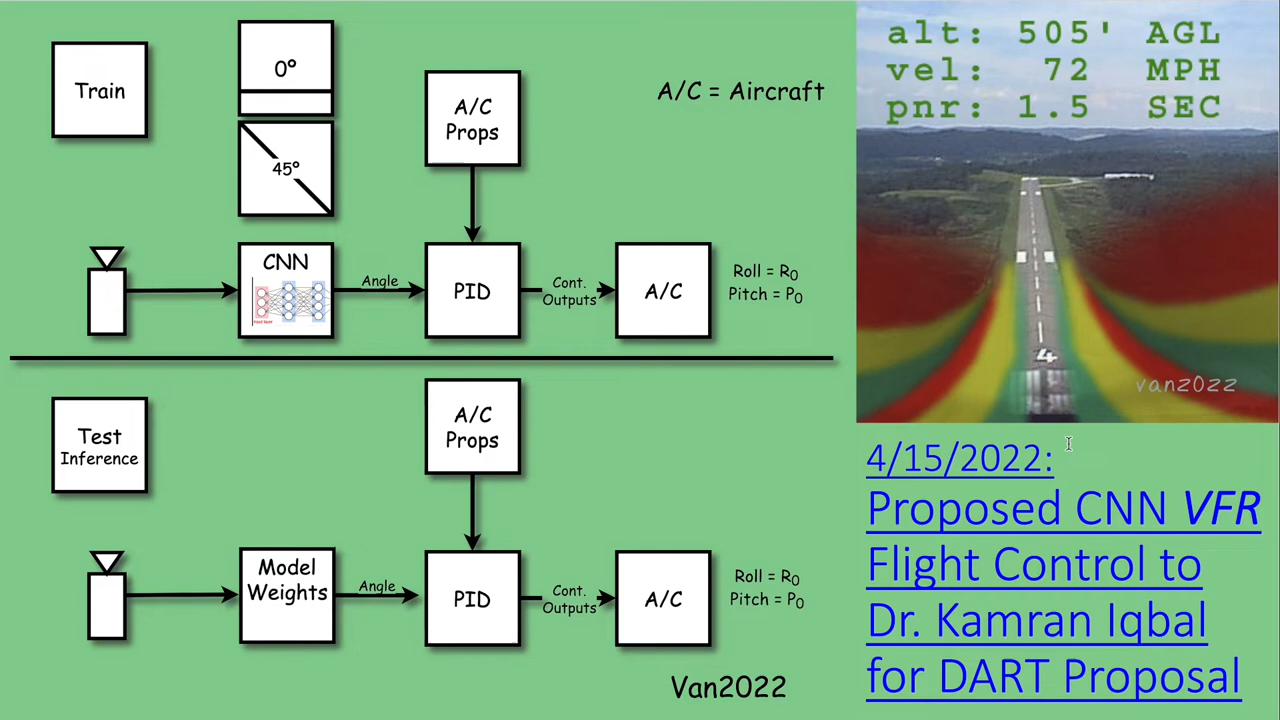 Train
0°
45°
A/C
Props
A/C = Aircraft
CNN
Angle
PID
Cont.
Outputs
A/C
Roll = R₀
Pitch = P₀
Test
Inference
A/C
Props
Model
Weights
Angle
PID
Cont.
Outputs
A/C
Roll = R₀
Pitch = P₀
Van2022
alt: 505' AGL
vel: 72 MPH
pnr: 1.5 SEC
4
van2022
4/15/2022:
Proposed CNN VFR
Flight Control to
Dr. Kamran Iqbal
for DART Proposal